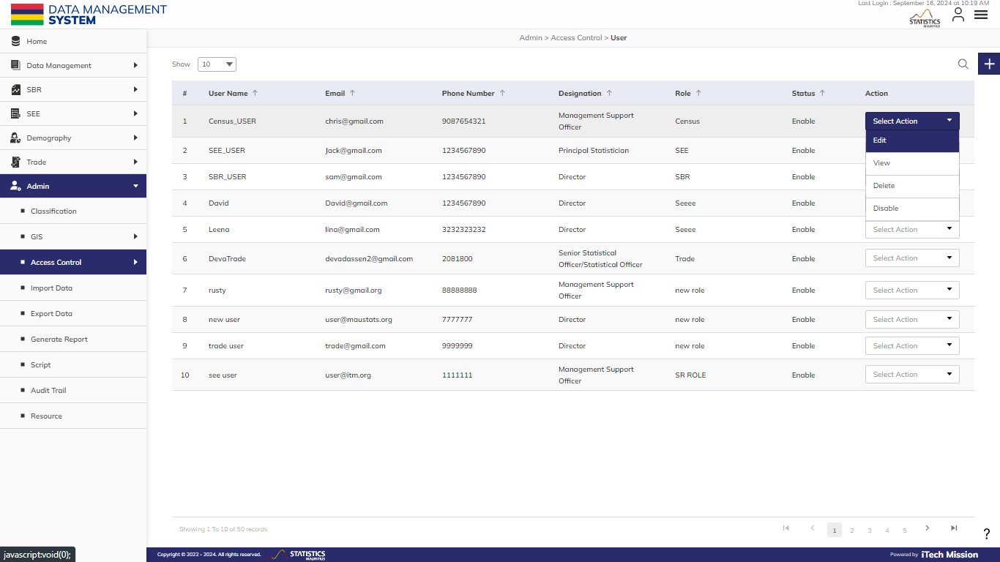 Last Login : September 16, 2024 at 10:19 AM
DATA MANAGEMENT
SYSTEM
STATISTICS
MAURITIUS
Admin > Access Control > User
Home
Data Management
SBR
SEE
Demography
Trade
Admin
Classification
GIS
Access Control
Import Data
Export Data
Generate Report
Script
Audit Trail
Resource
Show 10
# User Name Email Phone Number Designation Role Status Action
1 Census_USER chris@gmail.com 9087654321 Management Support Officer Census Enable Select Action
Edit
View
Delete
Disable
2 SEE_USER Jack@gmail.com 1234567890 Principal Statistician SEE Enable
3 SBR_USER sam@gmail.com 1234567890 Director SBR Enable
4 David David@gmail.com 1234567890 Director Seeee Enable
5 Leena lina@gmail.com 3232323232 Director Seeee Enable Select Action
6 DevaTrade devadassen2@gmail.com 2081800 Senior Statistical Officer/Statistical Officer Trade Enable Select Action
7 rusty rusty@gmail.org 88888888 Management Support Officer new role Enable Select Action
8 new user user@maustats.org 7777777 Director new role Enable Select Action
9 trade user trade@gmail.com 9999999 Director new role Enable Select Action
10 see user user@itm.org 1111111 Management Support Officer SR ROLE Enable Select Action
Showing 1 To 10 of 50 records
1 2 3 4 5
?
javascript:void(0);
Copyright © 2022 - 2024. All rights reserved.
STATISTICS
MAURITIUS
Powered by iTech Mission